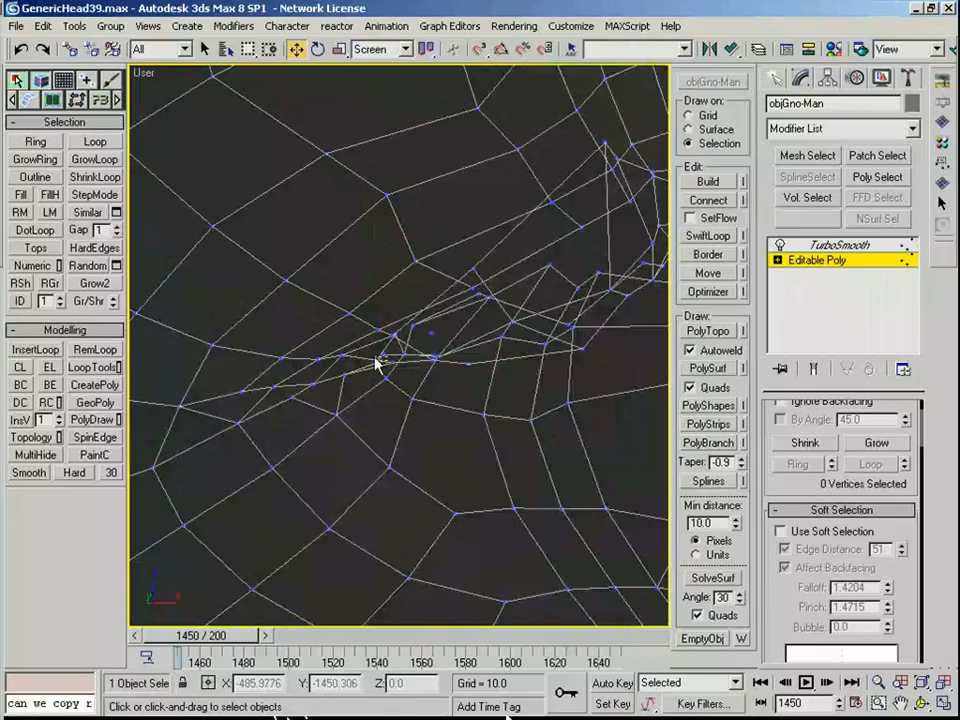 GenericHead39.max - Autodesk 3ds Max 8 SP1 - Network License
File Edit Tools Group Views Create Modifiers Character reactor Animation Graph Editors Rendering Customize MAXScript Help
All Screen View
User
Selection
Ring Loop
GrowRing GrowLoop
Outline ShrinkLoop
Fill FillH StepMode
RM LM Similar
DotLoop Gap 1
Tops HardEdges
Numeric Random
RSh RGr Grow2
ID 1 Gr/Shr
Modelling
InsertLoop RemLoop
CL EL LoopTools
BC BE CreatePoly
DC RC GeoPoly
InsV 1 PolyDraw
Topology SpinEdge
MultiHide PaintC
Smooth Hard 30
objGno-Man
Draw on:
Grid
Surface
Selection
Edit:
Build
Connect
SetFlow
SwiftLoop
Border
Move
Optimizer
Draw:
PolyTopo
Autoweld
PolySurf
Quads
PolyShapes
PolyStrips
PolyBranch
Taper: -0.9
Splines
Min distance:
10.0
Pixels
Units
SolveSurf
Angle: 30
Quads
EmptyObj W
objGno-Man
Modifier List
Mesh Select Patch Select
SplineSelect Poly Select
Vol. Select FFD Select
NSurf Sel
TurboSmooth
Editable Poly
Ignore Backfacing
By Angle: 45.0
Shrink Grow
Ring Loop
0 Vertices Selected
Soft Selection
Use Soft Selection
Edge Distance: 51
Affect Backfacing
Falloff: 1.4204
Pinch: 1.4715
Bubble: 0.0
1450 / 200
1460 1480 1500 1520 1540 1560 1580 1600 1620 1640
1 Object Sele X: -485.9776 Y: -1450.306 Z: 0.0 Grid = 10.0 Auto Key Selected
can we copy r Click or click-and-drag to select objects Add Time Tag Set Key Key Filters... 1450